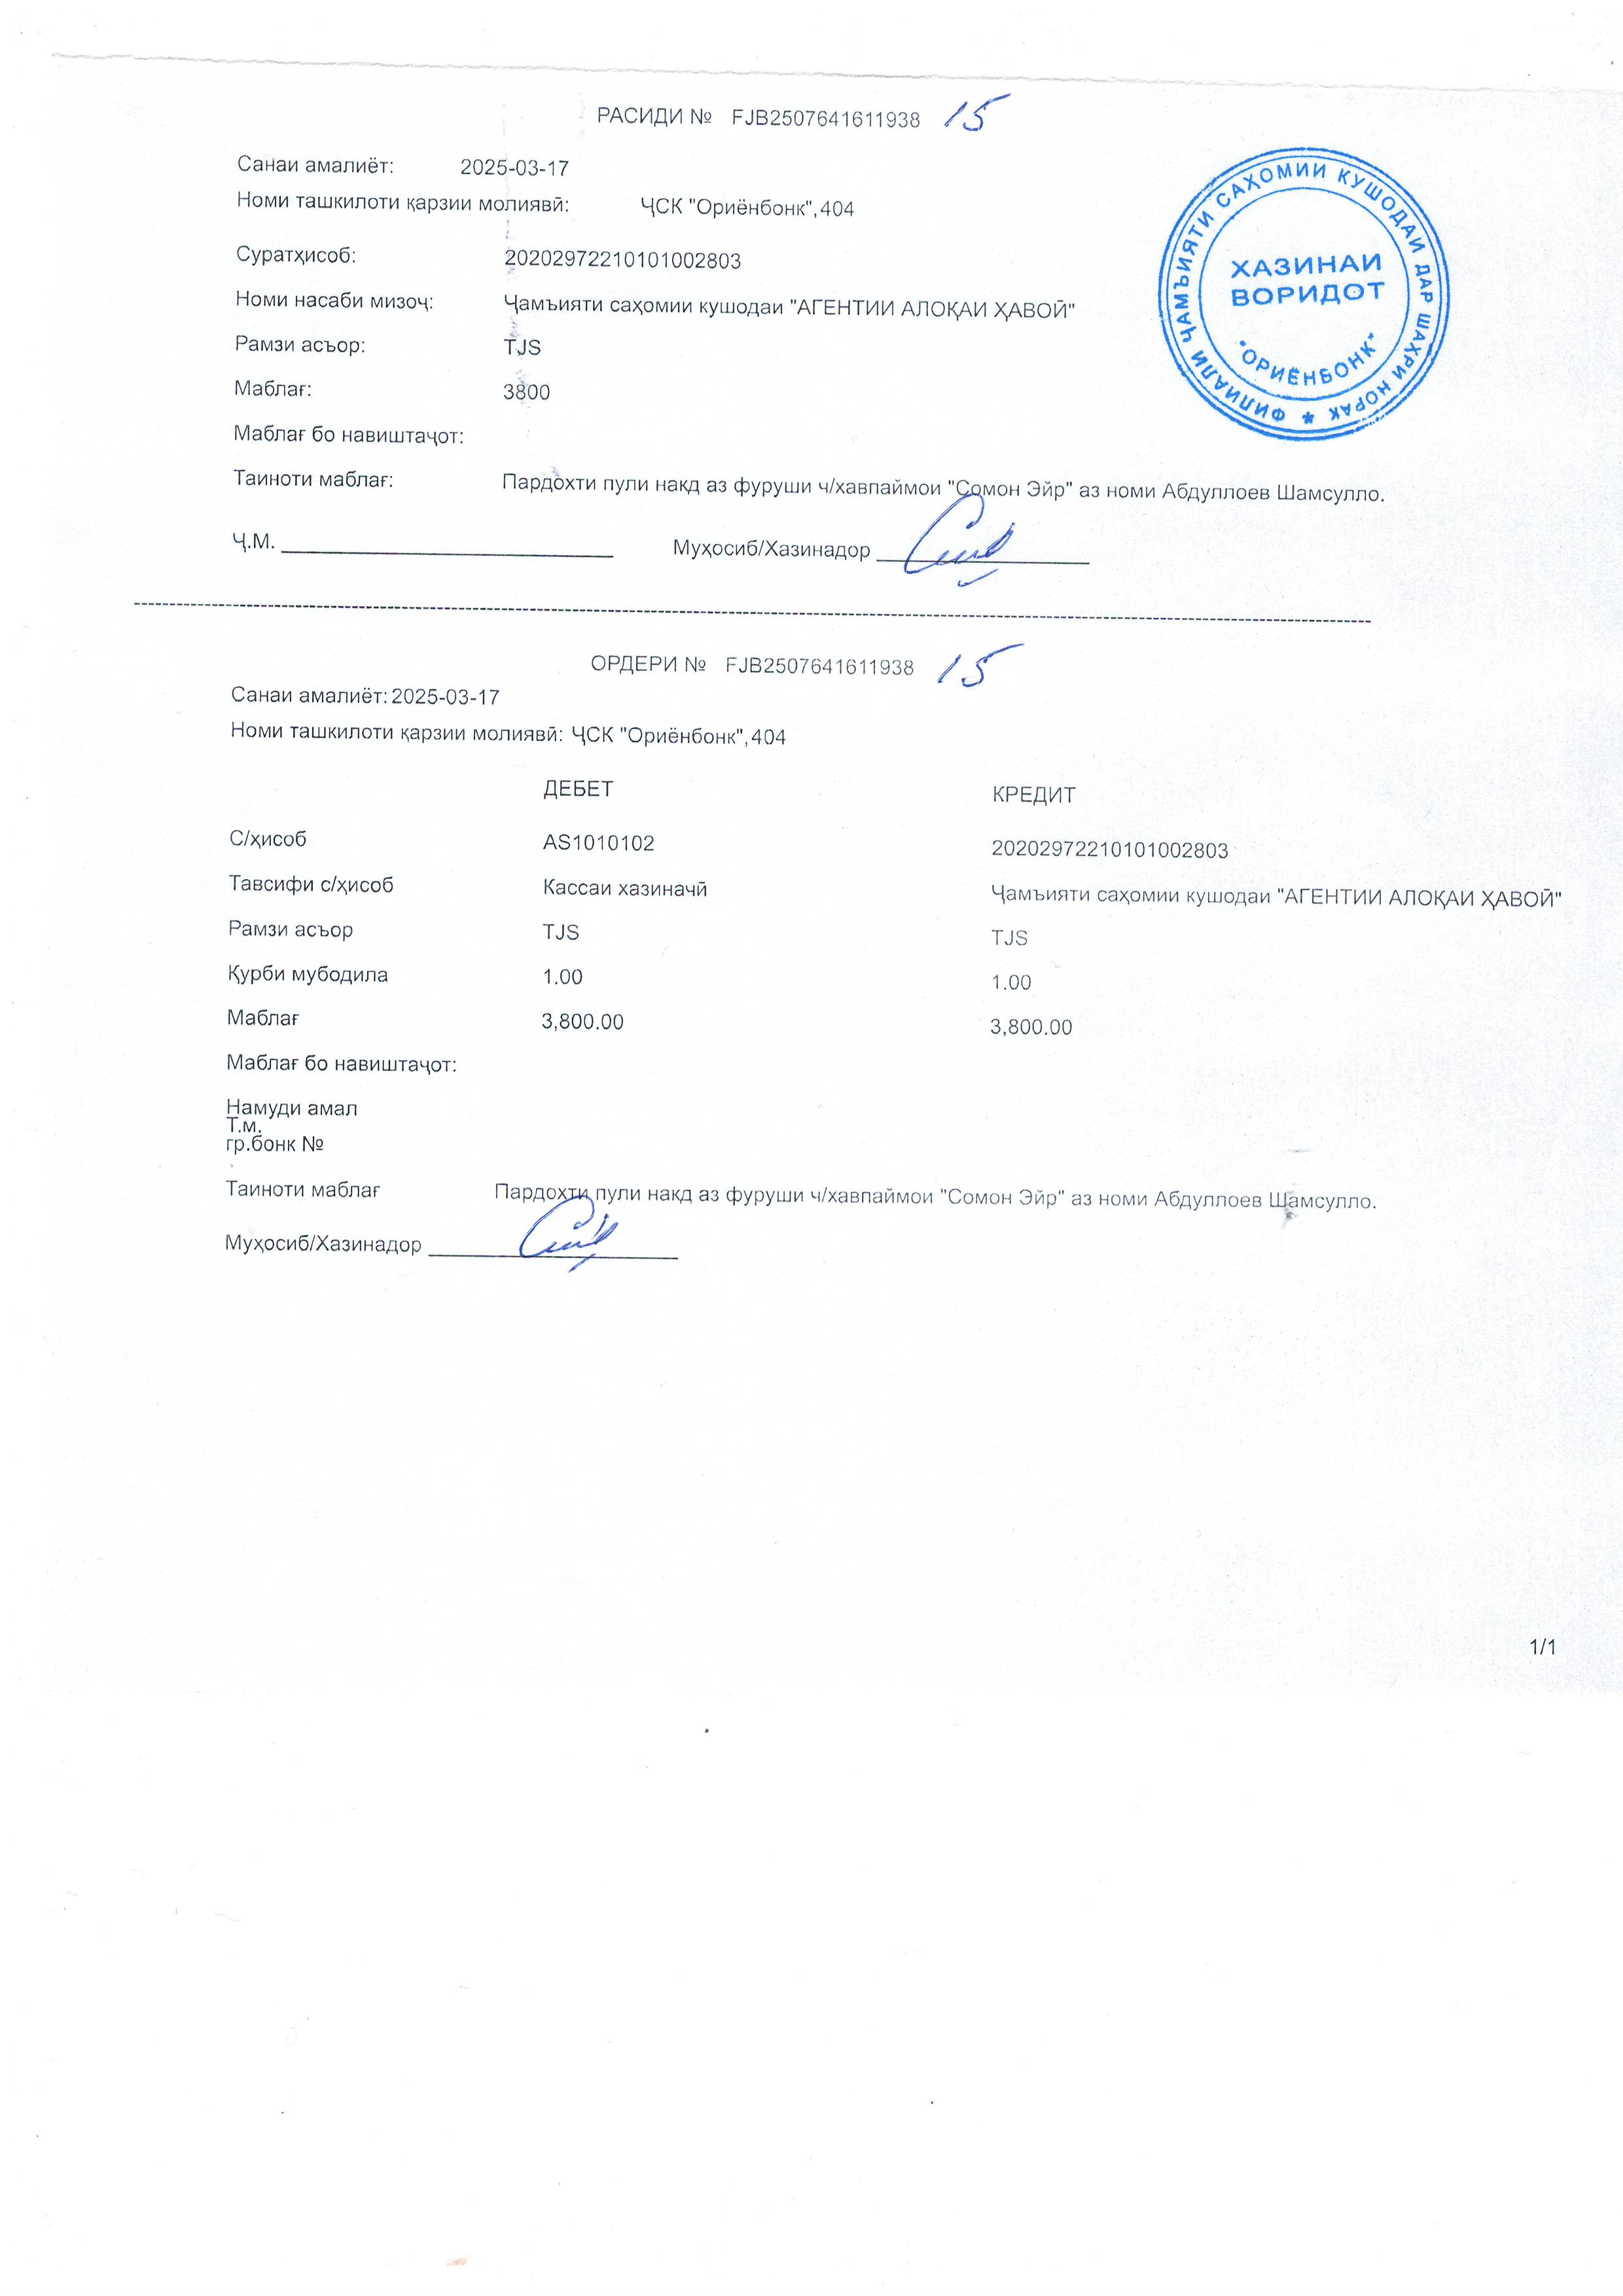 РАСИДИ № FJB2507641611938 15
Санаи амалиёт: 2025-03-17
Номи ташкилоти қарзии молиявӣ: ҶСК "Ориёнбонк",404
Суратҳисоб: 20202972210101002803
Номи насаби мизоҷ: Ҷамъияти саҳомии кушодаи "АГЕНТИИ АЛОҚАИ ҲАВОӢ"
Рамзи асъор: TJS
Маблағ: 3800
Маблағ бо навиштаҷот:
Таиноти маблағ: Пардохти пули накд аз фуруши ч/хавпаймои "Сомон Эйр" аз номи Абдуллоев Шамсулло.
Ҷ.М. Муҳосиб/Хазинадор
ФИЛИАЛИ ҶАМЪИЯТИ САҲОМИИ КУШОДАИ ДАР ШАҲРИ НОРАК
ХАЗИНАИ
ВОРИДОТ
"ОРИЁНБОНК"
ОРДЕРИ № FJB2507641611938 15
Санаи амалиёт: 2025-03-17
Номи ташкилоти қарзии молиявӣ: ҶСК "Ориёнбонк",404
ДЕБЕТ КРЕДИТ
С/ҳисоб AS1010102 20202972210101002803
Тавсифи с/ҳисоб Кассаи хазиначӣ Ҷамъияти саҳомии кушодаи "АГЕНТИИ АЛОҚАИ ҲАВОӢ"
Рамзи асъор TJS TJS
Қурби мубодила 1.00 1.00
Маблағ 3,800.00 3,800.00
Маблағ бо навиштаҷот:
Намуди амал
Т.м.
гр.бонк №
Таиноти маблағ Пардохти пули накд аз фуруши ч/хавпаймои "Сомон Эйр" аз номи Абдуллоев Шамсулло.
Муҳосиб/Хазинадор
1/1